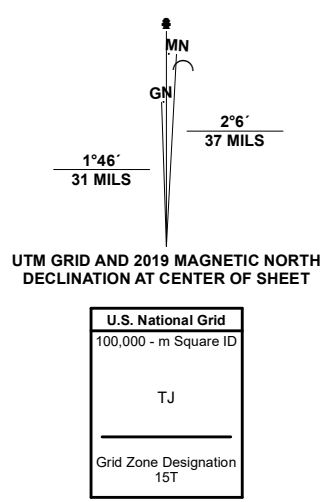 MN
GN
2°6´
37 MILS
1°46´
31 MILS
UTM GRID AND 2019 MAGNETIC NORTH
DECLINATION AT CENTER OF SHEET
U.S. National Grid
100,000 - m Square ID
TJ
Grid Zone Designation
15T